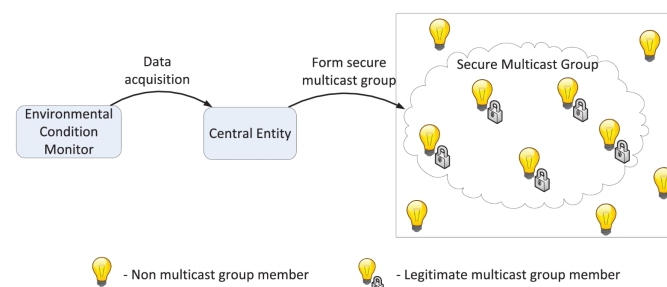 Data
acquisition
Form secure
multicast group
Secure Multicast Group
Environmental
Condition
Monitor
Central Entity
- Non multicast group member
- Legitimate multicast group member